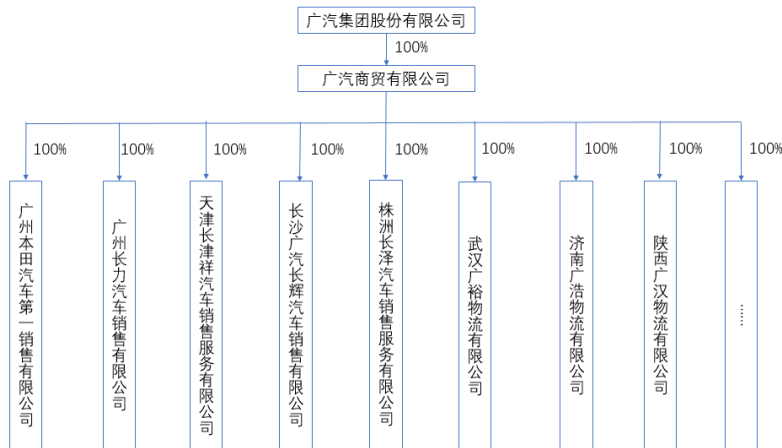 广汽集团股份有限公司
100%
广汽商贸有限公司
100%
100%
100%
100%
100%
100%
100%
100%
100%
广州本田汽车第一销售有限公司
广州长力汽车销售有限公司
天津长津祥汽车销售服务有限公司
长沙广汽长辉汽车销售有限公司
株洲长泽汽车销售服务有限公司
武汉广裕物流有限公司
济南广浩物流有限公司
陕西广汉物流有限公司
……